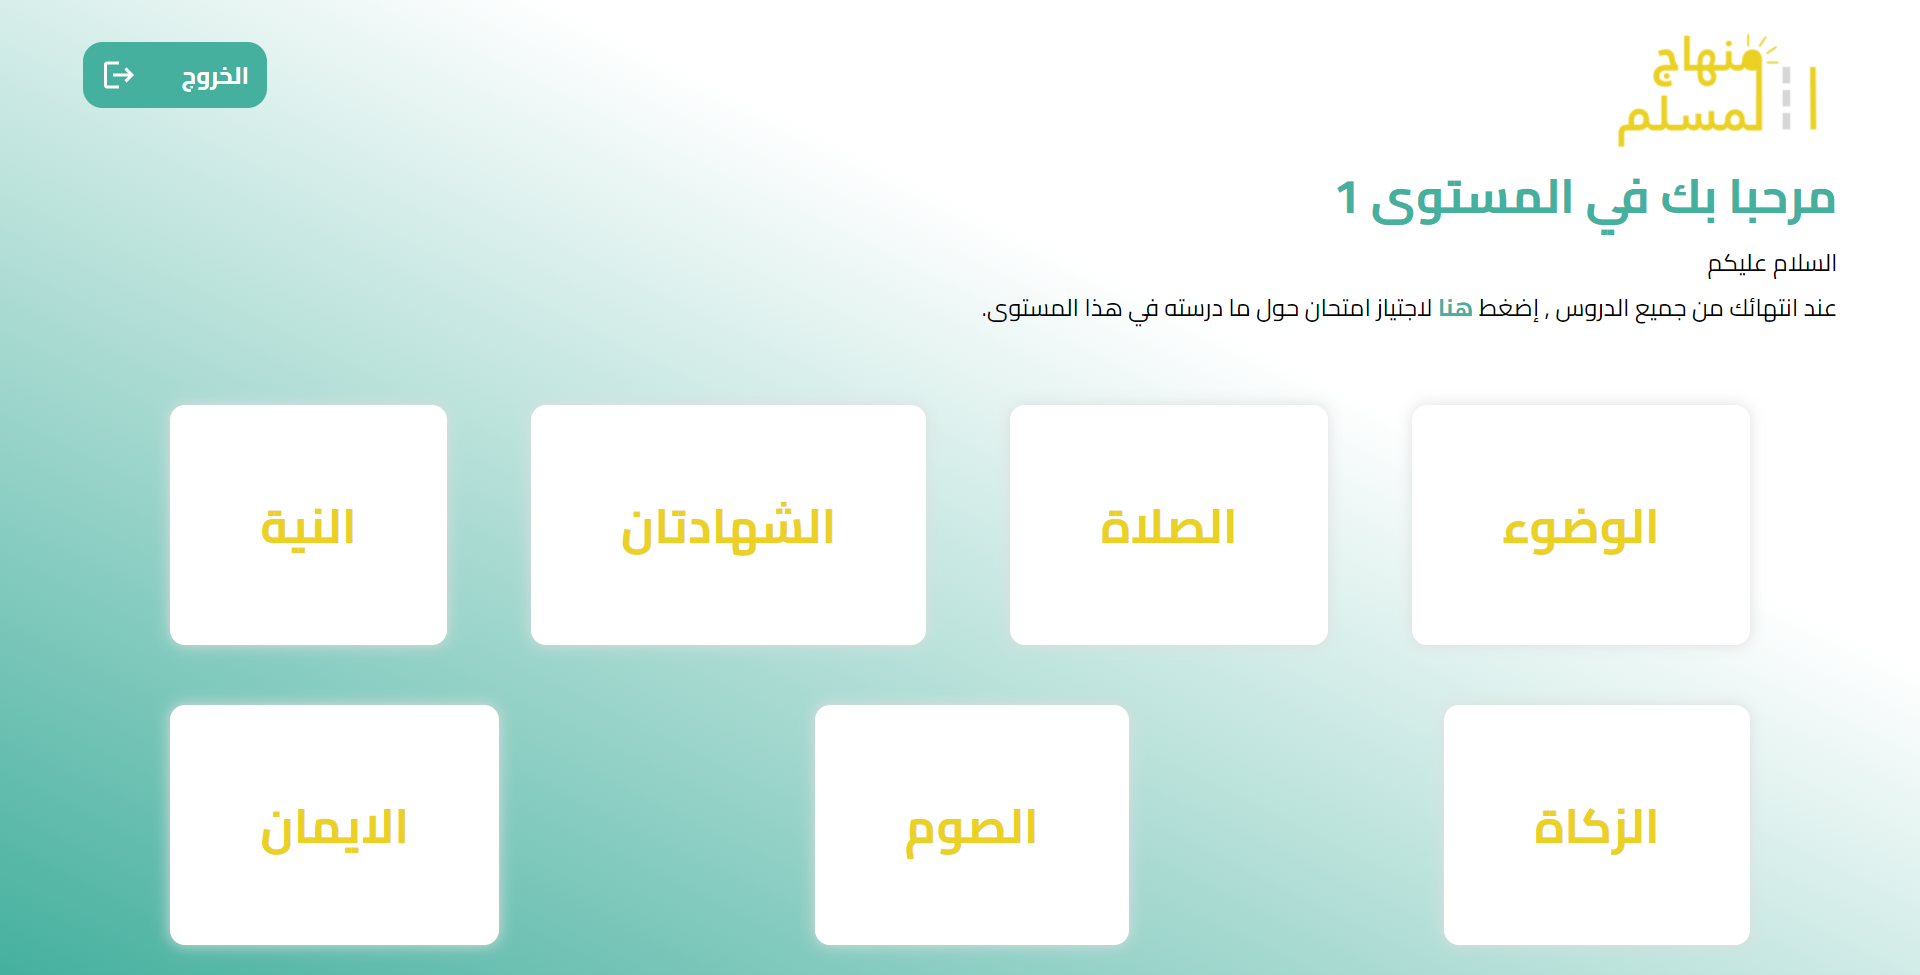 منهاج
المسلم
الخروج
مرحبا بك في المستوى 1
السلام عليكم
عند انتهائك من جميع الدروس , إضغط هنا لاجتياز امتحان حول ما درسته في هذا المستوى.
الوضوء
الصلاة
الشهادتان
النية
الزكاة
الصوم
الايمان